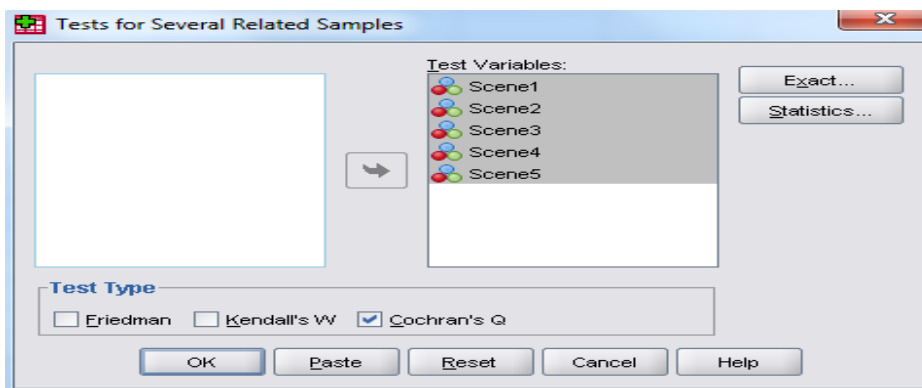 Tests for Several Related Samples
Test Variables:
Scene1
Scene2
Scene3
Scene4
Scene5
Exact...
Statistics...
Test Type
Friedman
Kendall's W
Cochran's Q
OK
Paste
Reset
Cancel
Help